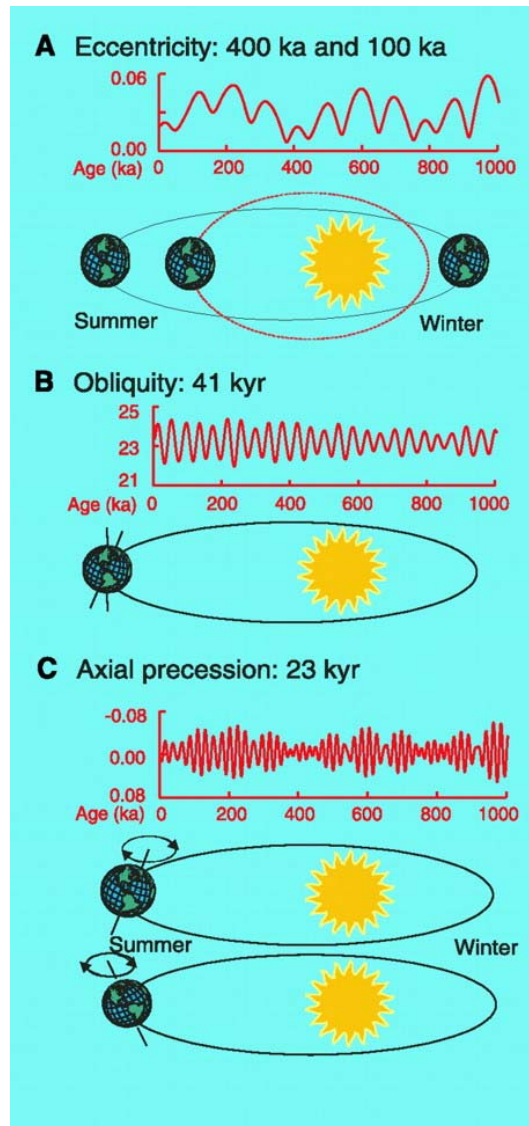 A Eccentricity: 400 ka and 100 ka
0.06
0.00
Age (ka) 0 200 400 600 800 1000
Summer Winter
B Obliquity: 41 kyr
25
23
21
Age (ka) 0 200 400 600 800 1000
C Axial precession: 23 kyr
-0.08
0.00
0.08
Age (ka) 0 200 400 600 800 1000
Summer Winter